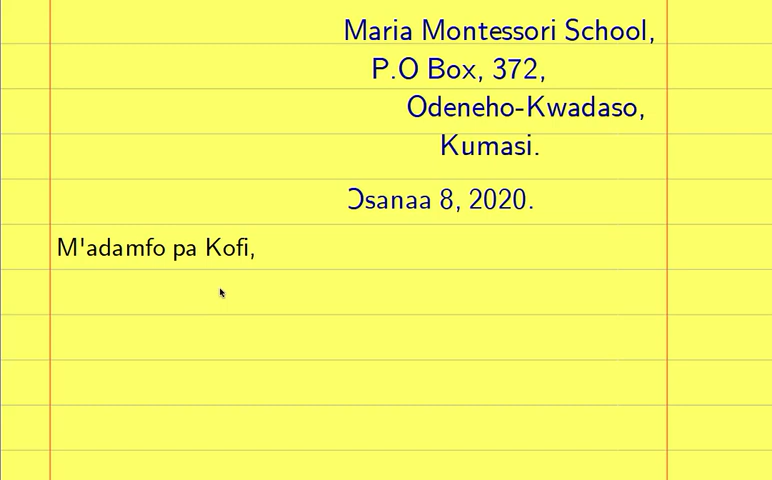 Maria Montessori School,
P.O Box, 372,
Odeneho-Kwadaso,
Kumasi.
Ɔsanaa 8, 2020.
M'adamfo pa Kofi,